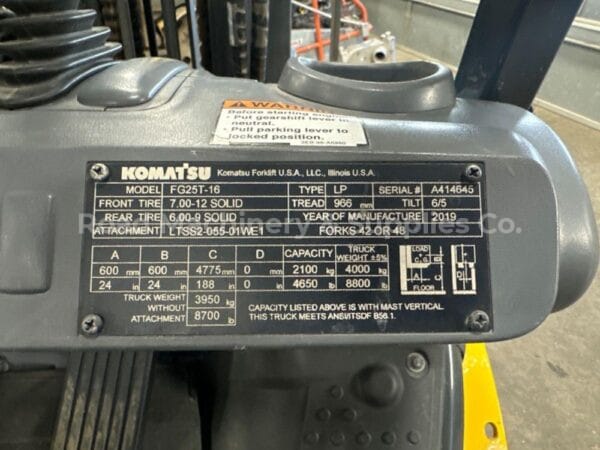 WARNING
Before starting engine
· Put gearshift lever in
neutral.
· Pull parking lever to
locked position.
KOMATSU Komatsu Forklift U.S.A., LLC., Illinois U.S.A.
MODEL FG25T-16 TYPE LP SERIAL # A414645
FRONT TIRE 7.00-12 SOLID TREAD 966 mm TILT 6/5
REAR 6.00-9 SOLID YEAR OF MANUFACTURE 2019
ATTACHMENT LTSS2-055-01WE1 FORKS 42 OR 48
A B C D CAPACITY TRUCK WEIGHT ±5%
600 mm 600 mm 4775 mm 0 mm 2100 kg 4000 kg
24 in 24 in 188 in 0 in 4650 lb 8800 lb
TRUCK WEIGHT WITHOUT ATTACHMENT 3950 kg
8700 lb
CAPACITY LISTED ABOVE IS WITH MAST VERTICAL.
THIS TRUCK MEETS ANSI/ITSDF B56.1.
LOAD
C.G.
FLOOR